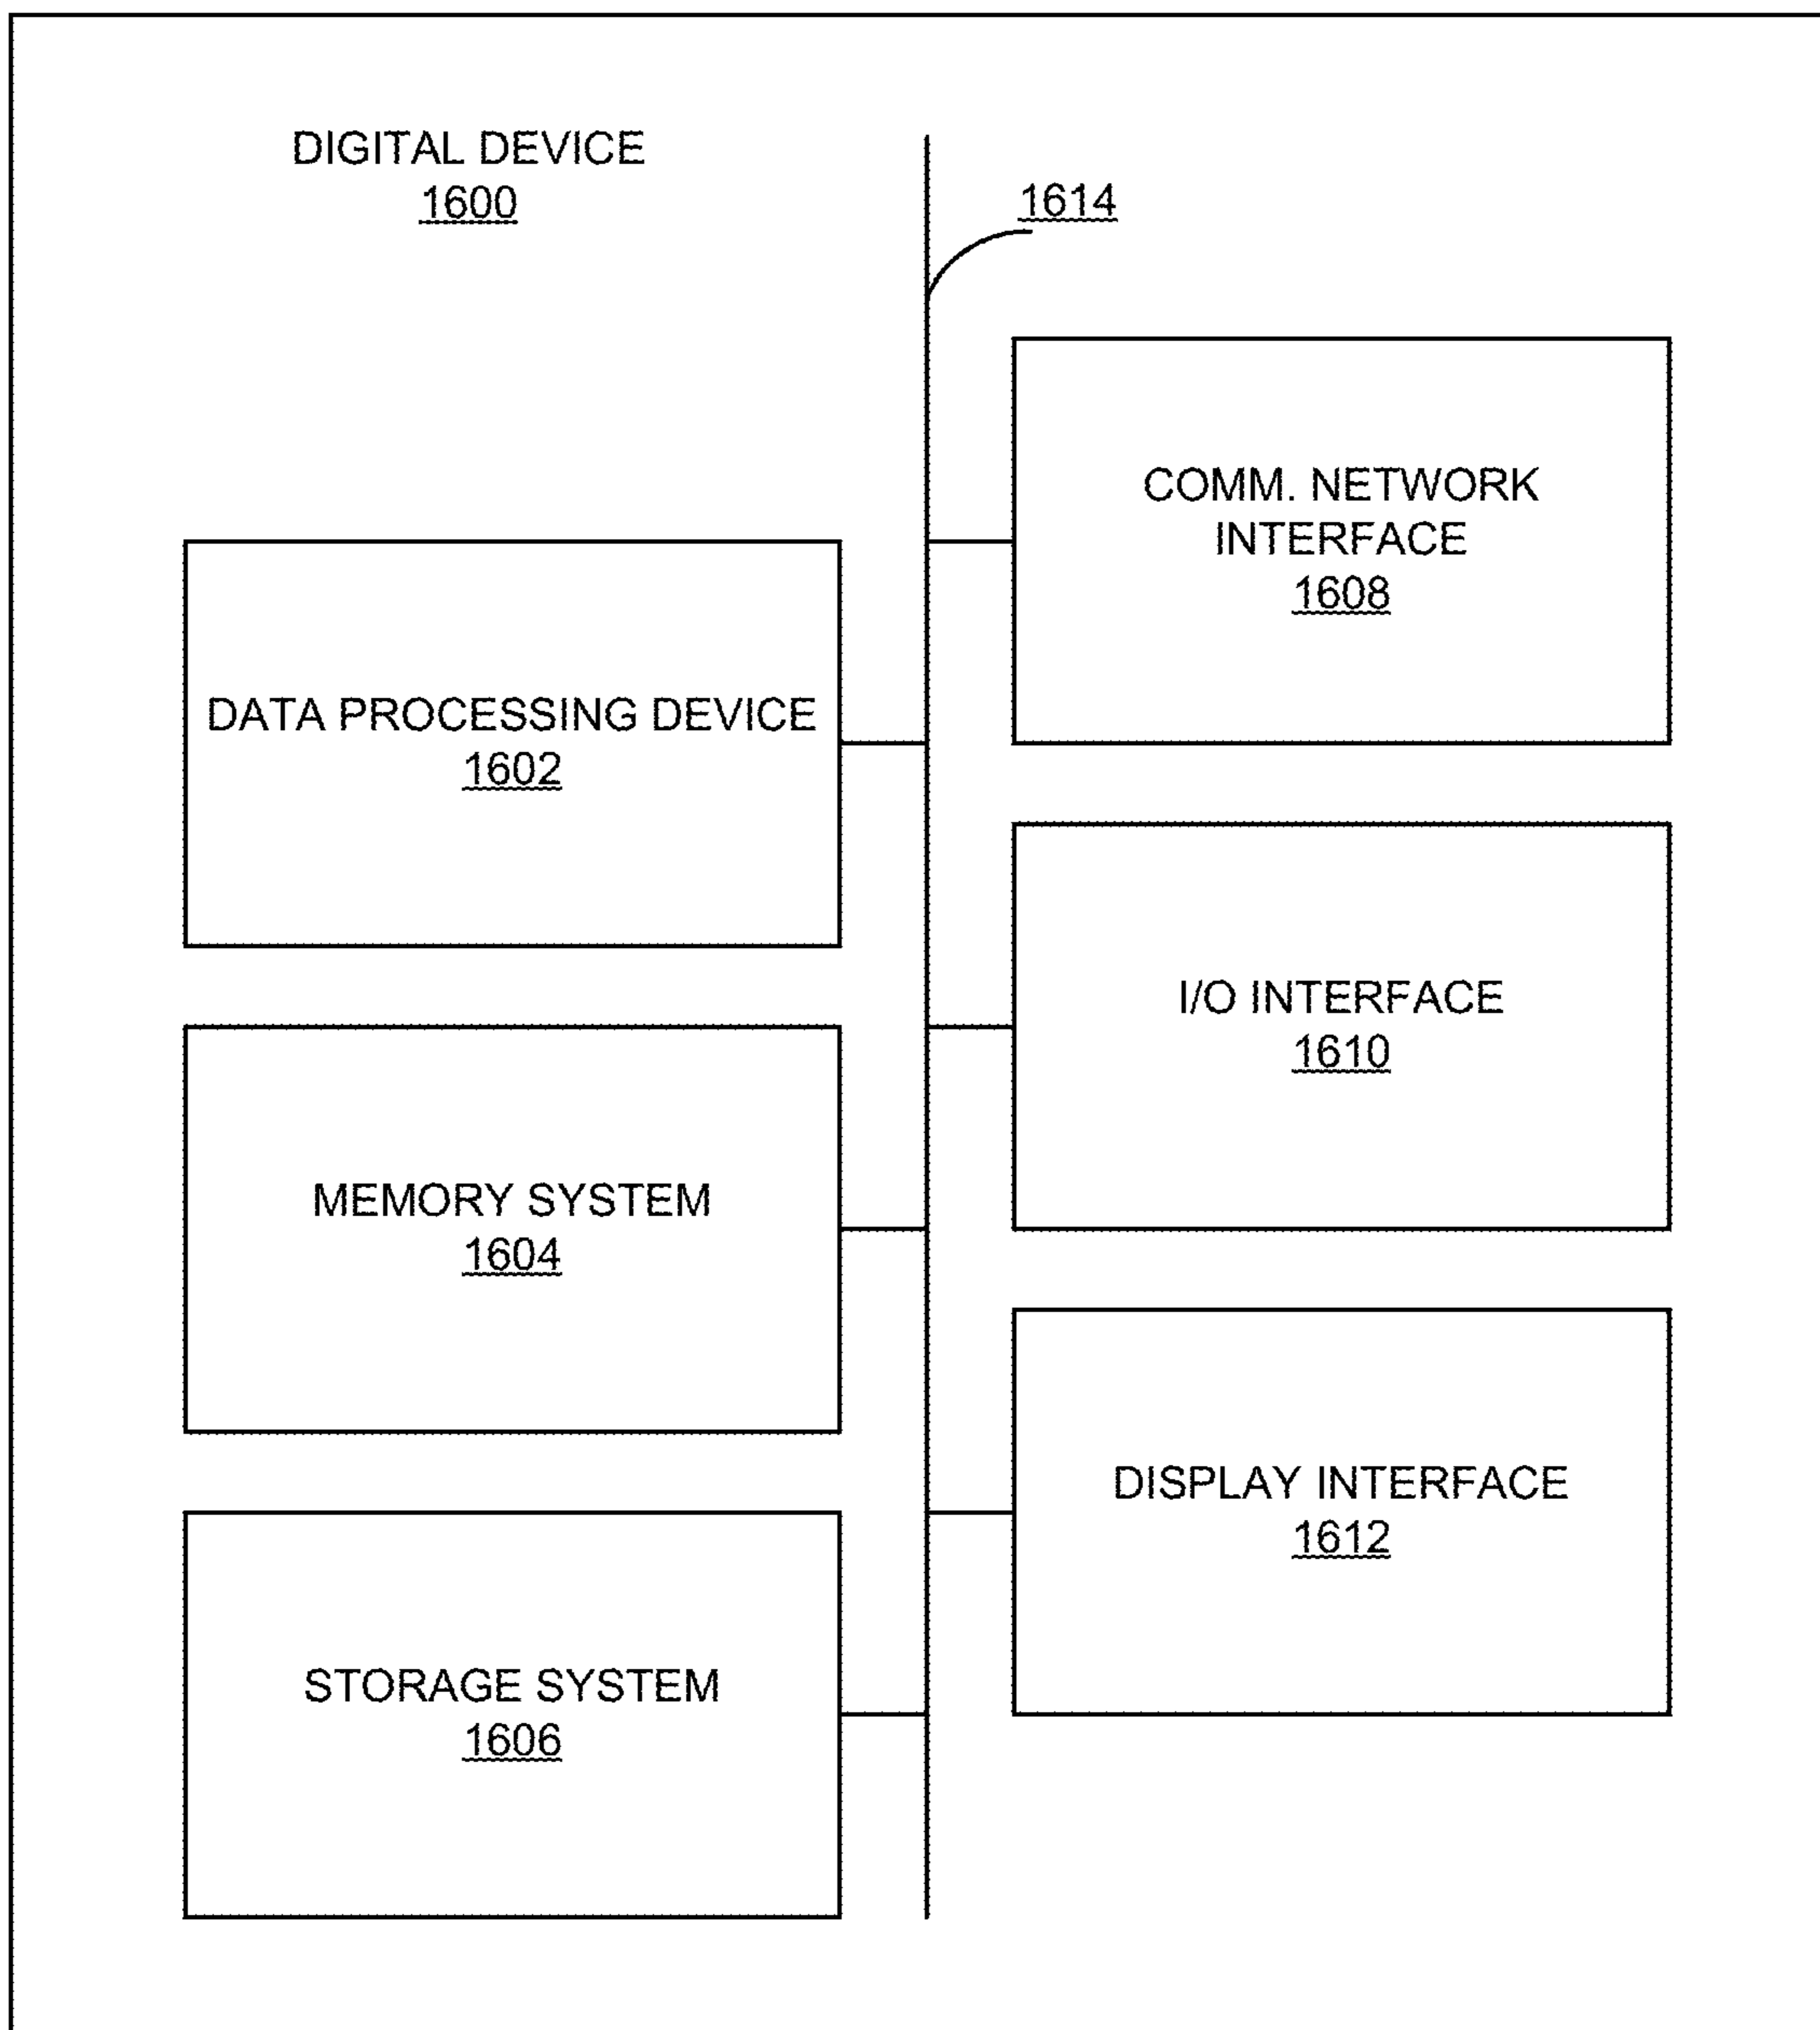 DIGITAL DEVICE
1600
1614
COMM. NETWORK
INTERFACE
1608
DATA PROCESSING DEVICE
1602
I/O INTERFACE
1610
MEMORY SYSTEM
1604
DISPLAY INTERFACE
1612
STORAGE SYSTEM
1606